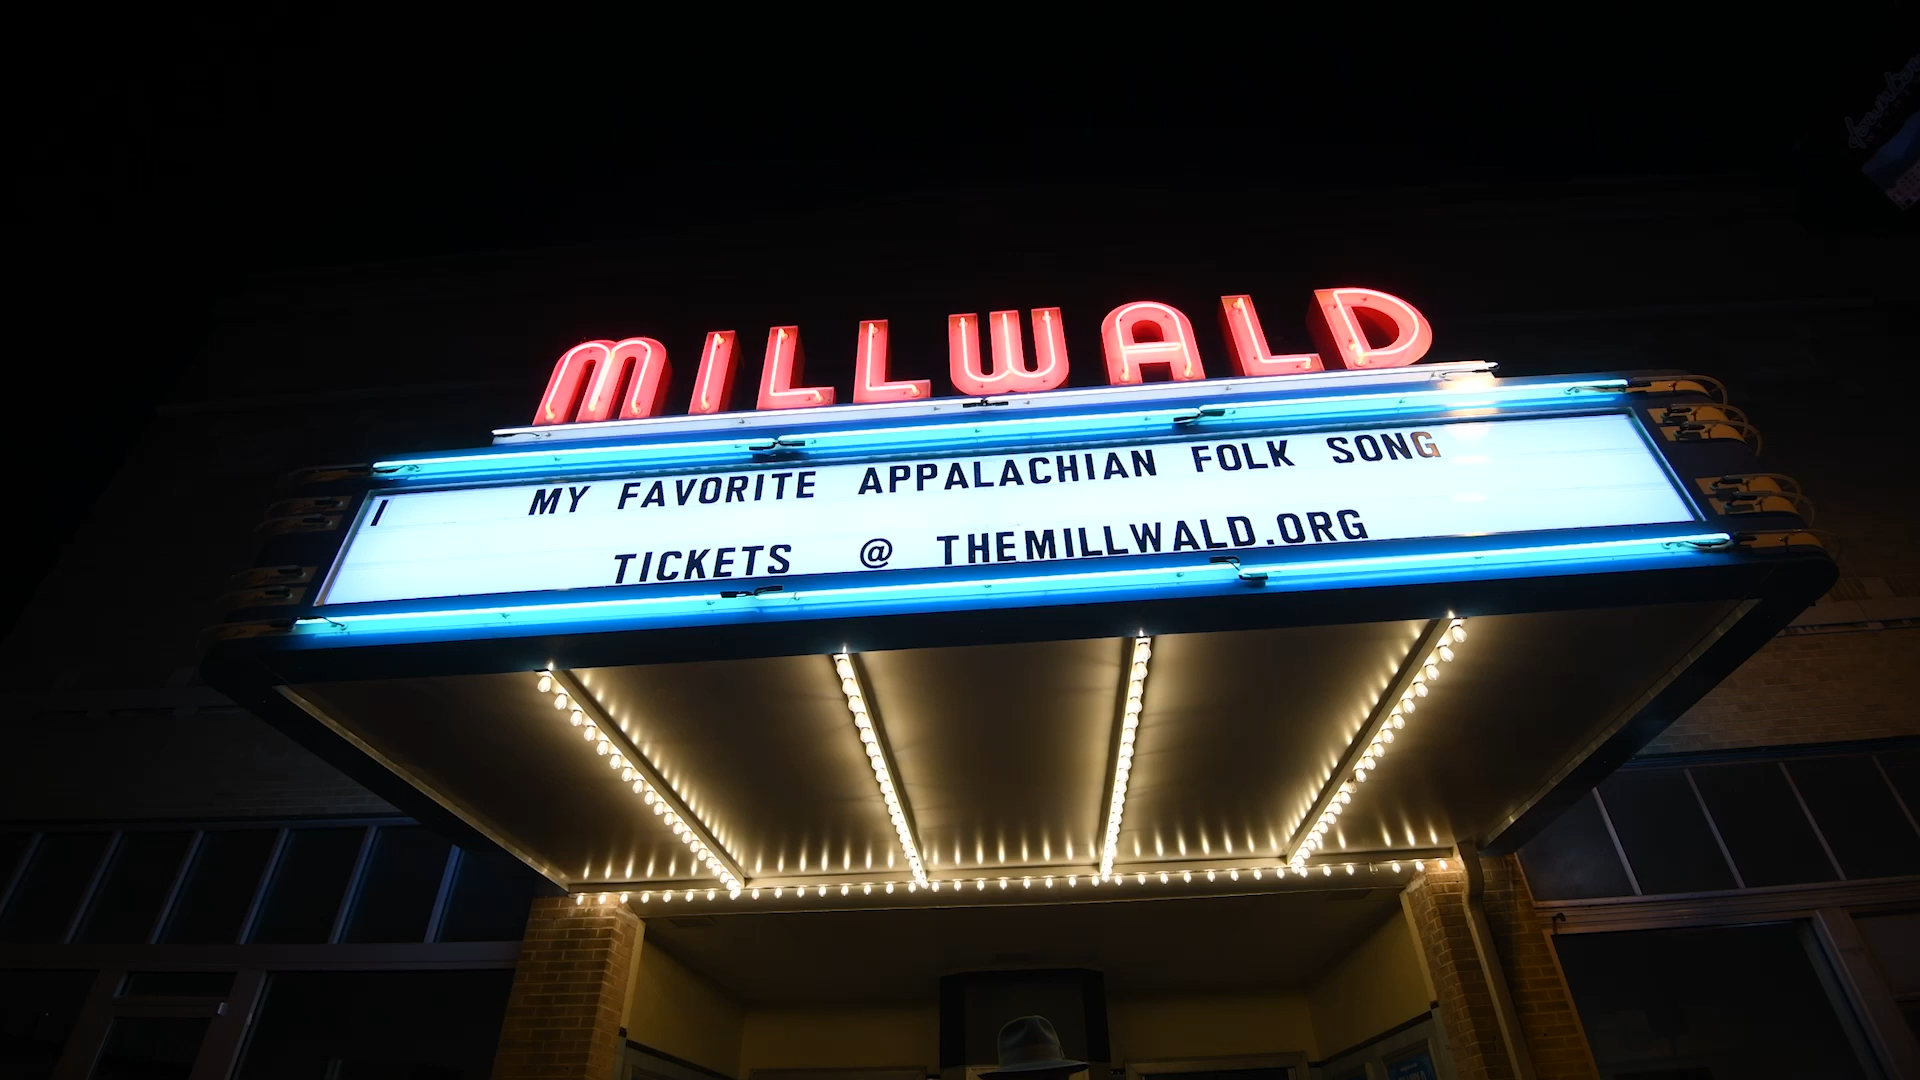 MILLWALD
I MY FAVORITE APPALACHIAN FOLK SONG
TICKETS @ THEMILLWALD.ORG